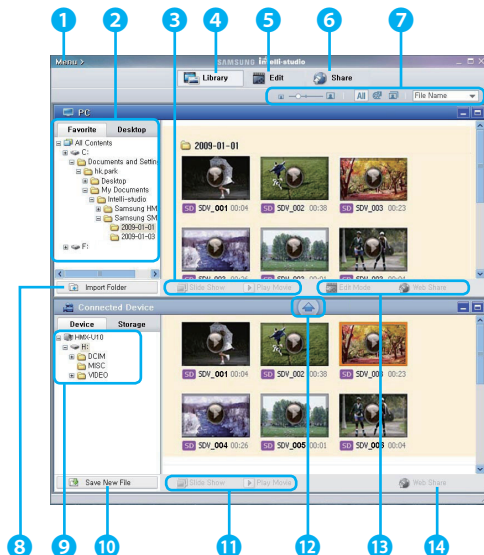 1 2 3 4 5 6 7
Menu >
SAMSUNG intelli-studio
Library Edit Share
All File Name
PC
Favorite Desktop
All Contents
C:
Documents and Settin
hk.park
Desktop
My Documents
Intelli-studio
Samsung HM
Samsung SM
2009-01-01
2009-01-03
F:
2009-01-01
SD SDV_001 00:04 SD SDV_002 00:38 SD SDV_003 00:23
Import Folder
Slide Show Play Movie Edit Mode Web Share
Connected Device
Device Storage
HMX-U10
H:
DCIM
MISC
VIDEO
SD SDV_001 00:04 SD SDV_002 00:38 SD SDV_003 00:23
SD SDV_004 00:26 SD SDV_005 00:01 SD SDV_006 00:04
Save New File
Slide Show Play Movie Web Share
8 9 10 11 12 13 14